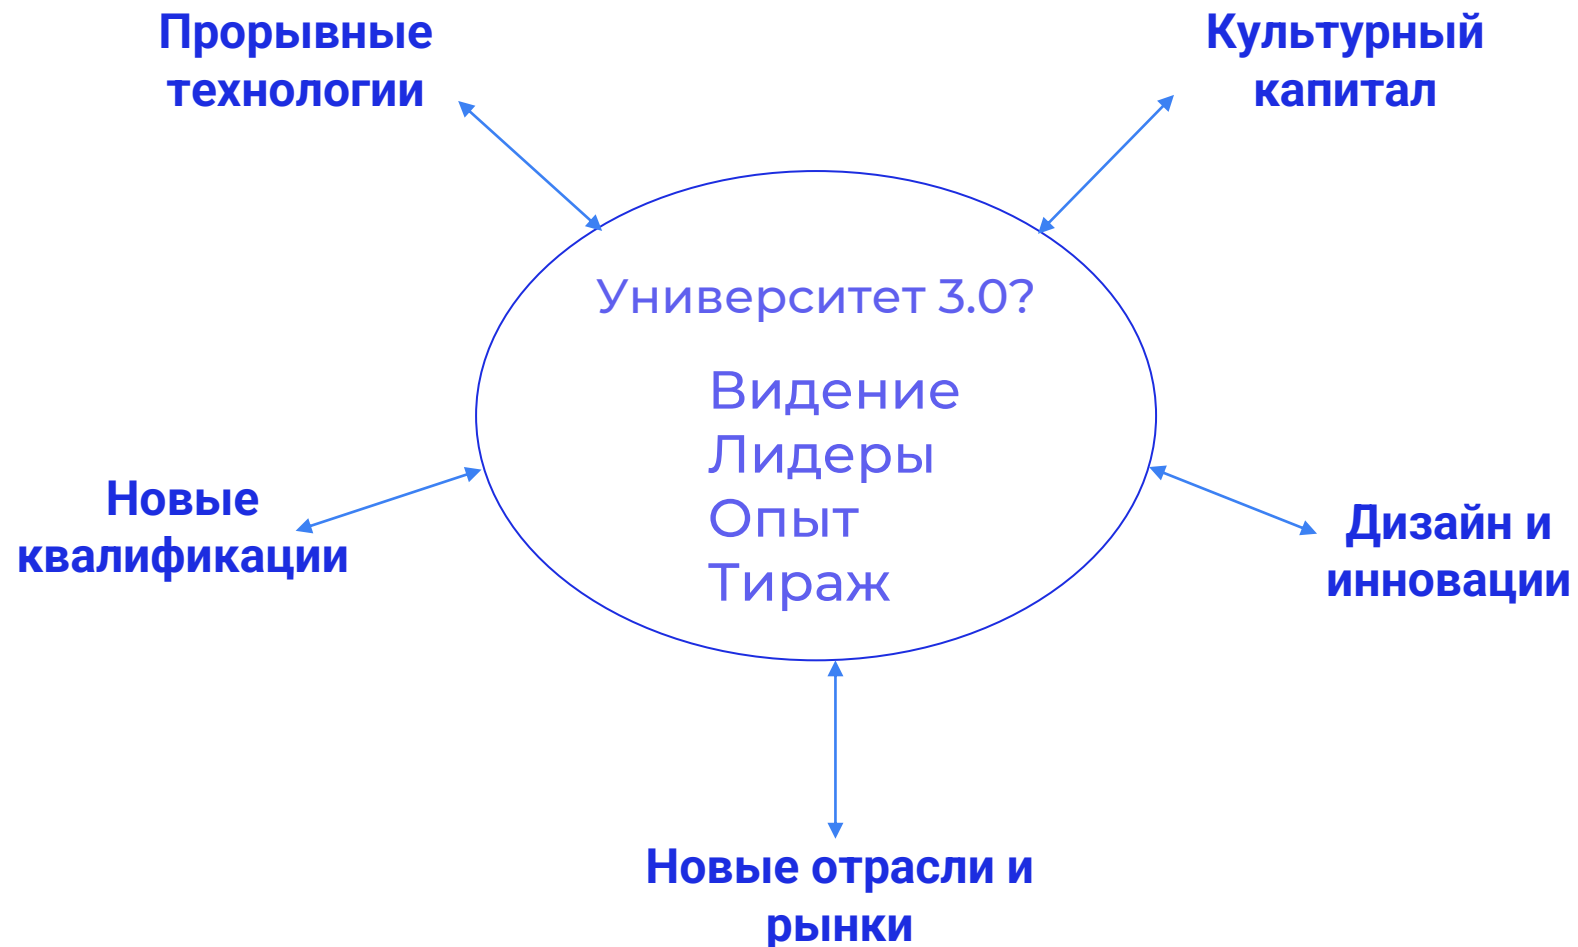 Прорывные
технологии
Культурный
капитал
Университет 3.0?
Видение
Лидеры
Опыт
Тираж
Новые
квалификации
Дизайн и
инновации
Новые отрасли и
рынки